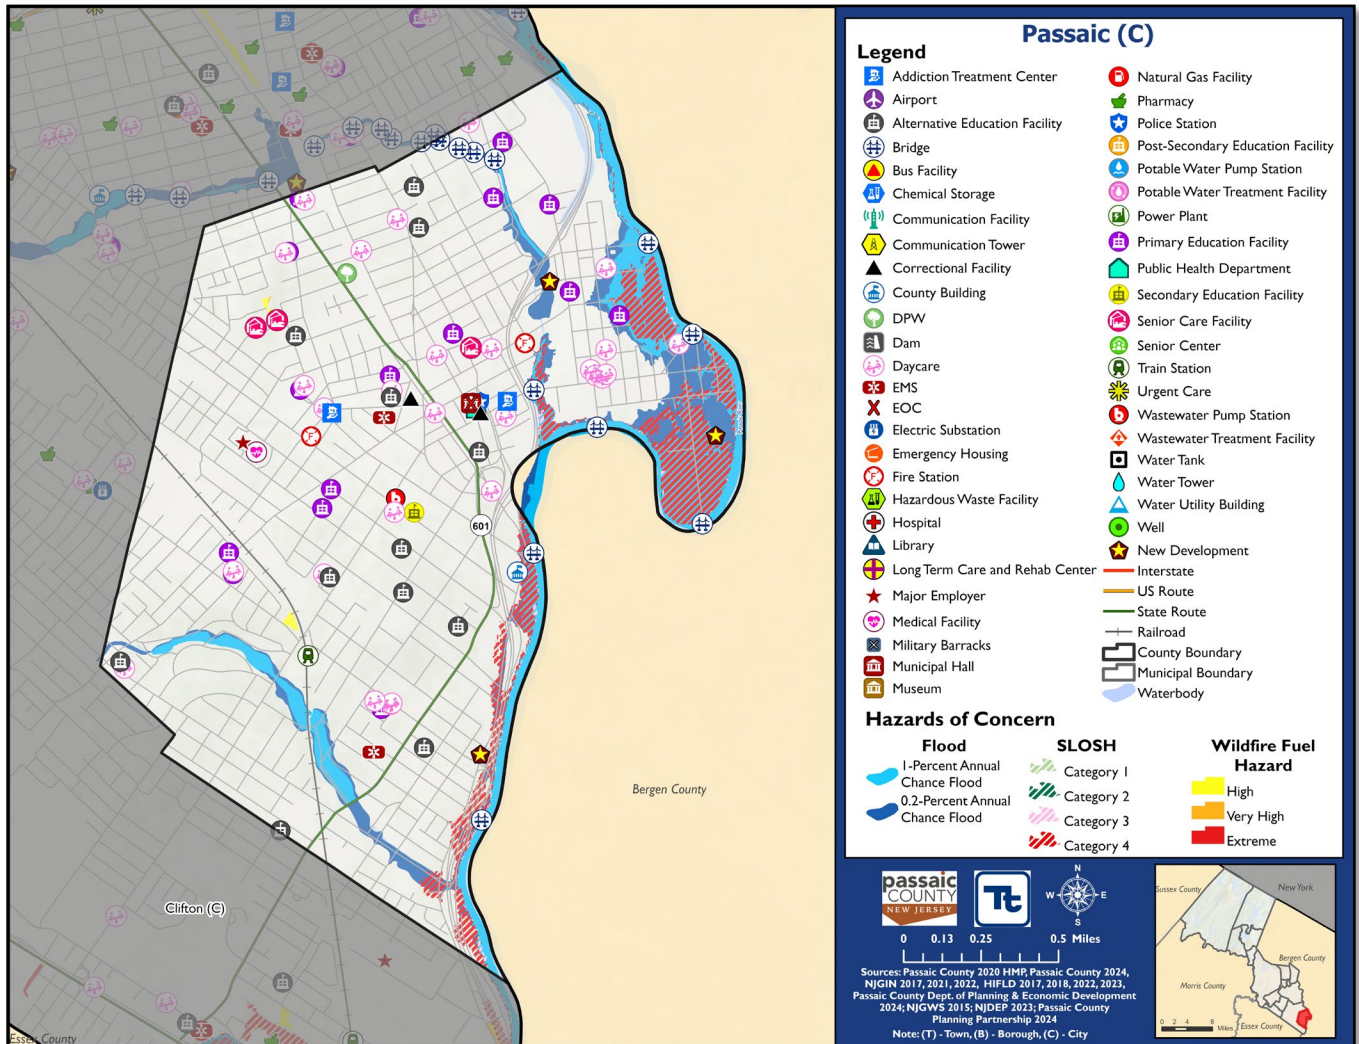 Passaic (C)
Legend
Addiction Treatment Center
Airport
Alternative Education Facility
Bridge
Bus Facility
Chemical Storage
Communication Facility
Communication Tower
Correctional Facility
County Building
DPW
Dam
Daycare
EMS
EOC
Electric Substation
Emergency Housing
Fire Station
Hazardous Waste Facility
Hospital
Library
Long Term Care and Rehab Center
Major Employer
Medical Facility
Military Barracks
Municipal Hall
Museum
Natural Gas Facility
Pharmacy
Police Station
Post-Secondary Education Facility
Potable Water Pump Station
Potable Water Treatment Facility
Power Plant
Primary Education Facility
Public Health Department
Secondary Education Facility
Senior Care Facility
Senior Center
Train Station
Urgent Care
Wastewater Pump Station
Wastewater Treatment Facility
Water Tank
Water Tower
Water Utility Building
Well
New Development
Interstate
US Route
State Route
Railroad
County Boundary
Municipal Boundary
Waterbody
Hazards of Concern
Flood
1-Percent Annual
Chance Flood
0.2-Percent Annual
Chance Flood
SLOSH
Category 1
Category 2
Category 3
Category 4
Wildfire Fuel
Hazard
High
Very High
Extreme
601
Bergen County
Clifton (C)
Essex County
passaic
COUNTY
NEW JERSEY
Tt
N
W E
S
0 0.13 0.25 0.5 Miles
Sources: Passaic County 2020 HMP, Passaic County 2024,
NJGIN 2017, 2021, 2022, HIFLD 2017, 2018, 2022, 2023,
Passaic County Dept. of Planning & Economic Development
2024; NJGWS 2015; NJDEP 2023; Passaic County
Planning Partnership 2024
Note: (T) - Town, (B) - Borough, (C) - City
Sussex County
New York
Bergen County
Morris County
Essex County
0 2 4 8 Miles